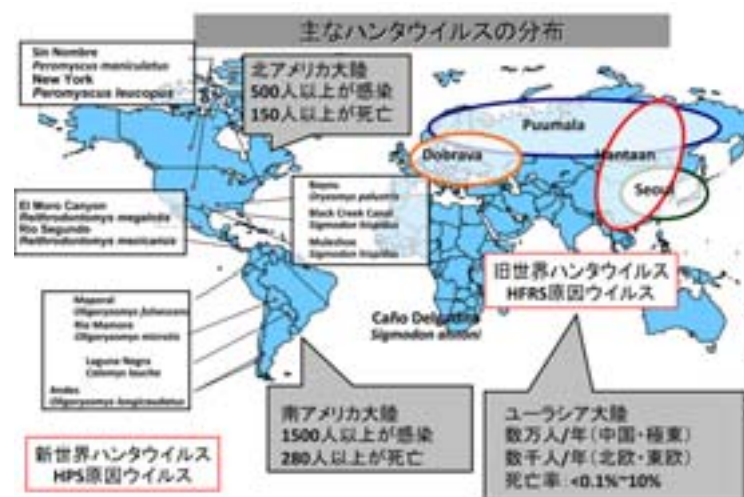 主なハンタウイルスの分布
Sin Nombre
Peromyscus maniculatus
New York
Peromyscus leucopus
北アメリカ大陸
500人以上が感染
150人以上が死亡
Puumala
Dobrava
Hantaan
Seoul
El Moro Canyon
Reithrodontomys megalotis
Rio Segundo
Reithrodontomys mexicanus
Bayou
Oryzomys palustris
Black Creek Canal
Sigmodon hispidus
Muleshoe
Sigmodon hispidus
旧世界ハンタウイルス
HFRS原因ウイルス
Maporal
Oligoryzomys fulvescens
Rio Mamore
Oligoryzomys microtis
Laguna Negra
Calomys laucha
Andes
Oligoryzomys longicaudatus
Caño Delgadito
Sigmodon alstoni
南アメリカ大陸
1500人以上が感染
280人以上が死亡
ユーラシア大陸
数万人/年（中国・極東）
数千人/年（北欧・東欧）
死亡率：<0.1%~10%
新世界ハンタウイルス
HPS原因ウイルス